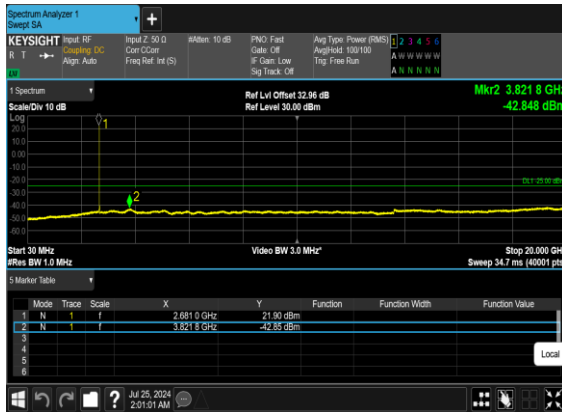 Spectrum Analyzer 1
Swept SA
+
KEYSIGHT Input: RF Input Z: 50 Ω #Atten: 10 dB PNO: Fast Avg Type: Power (RMS) 1 2 3 4 5 6
R T Coupling: DC Corr CCorr Gate: Off Avg|Hold: 100/100 A W W W W W
Align: Auto Freq Ref: Int (S) IF Gain: Low Trig: Free Run
Sig Track: Off A N N N N N
1 Spectrum Ref Lvl Offset 32.96 dB Mkr2 3.821 8 GHz
Scale/Div 10 dB Ref Level 30.00 dBm -42.848 dBm
Log
20.0
10.0
0.00
-10.0
-20.0
-30.0
-40.0
-50.0
-60.0
1
2
DL1 -25.00 dBm
Start 30 MHz Video BW 3.0 MHz* Stop 20.000 GHz
#Res BW 1.0 MHz Sweep 34.7 ms (40001 pts)
5 Marker Table
Mode Trace Scale X Y Function Function Width Function Value
1 N 1 f 2.681 0 GHz 21.90 dBm
2 N 1 f 3.821 8 GHz -42.85 dBm
3
4
5
6
Local
? Jul 25, 2024
2:01:01 AM